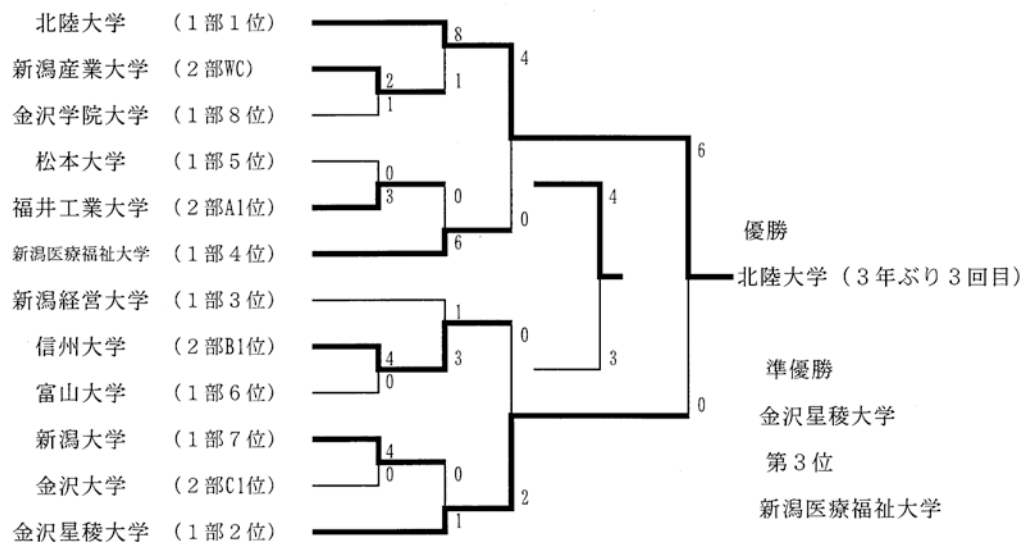 北陸大学 (1部1位)
新潟産業大学 (2部WC)
金沢学院大学 (1部8位)
松本大学 (1部5位)
福井工業大学 (2部A1位)
新潟医療福祉大学 (1部4位)
新潟経営大学 (1部3位)
信州大学 (2部B1位)
富山大学 (1部6位)
新潟大学 (1部7位)
金沢大学 (2部C1位)
金沢星稜大学 (1部2位)
2
1
0
3
4
0
4
0
8
1
0
6
1
3
0
1
4
0
0
2
4
3
6
0
優勝
北陸大学 (3年ぶり3回目)
準優勝
金沢星稜大学
第3位
新潟医療福祉大学